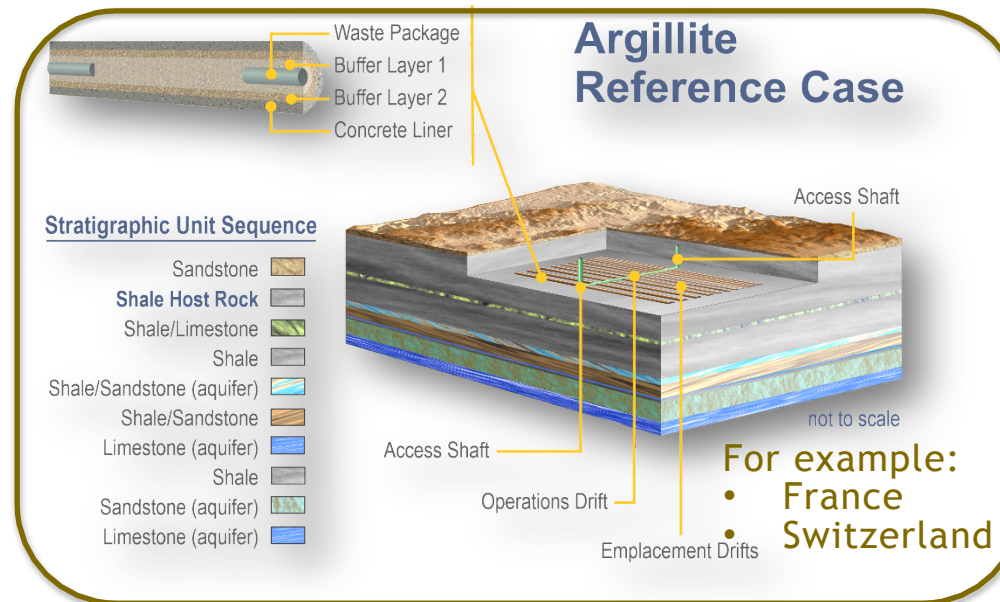 Waste Package
Buffer Layer 1
Buffer Layer 2
Concrete Liner
Argillite
Reference Case
Stratigraphic Unit Sequence
Sandstone
Shale Host Rock
Shale/Limestone
Shale
Shale/Sandstone (aquifer)
Shale/Sandstone
Limestone (aquifer)
Shale
Sandstone (aquifer)
Limestone (aquifer)
Access Shaft
not to scale
Access Shaft
Operations Drift
Emplacement Drifts
For example:
• France
• Switzerland